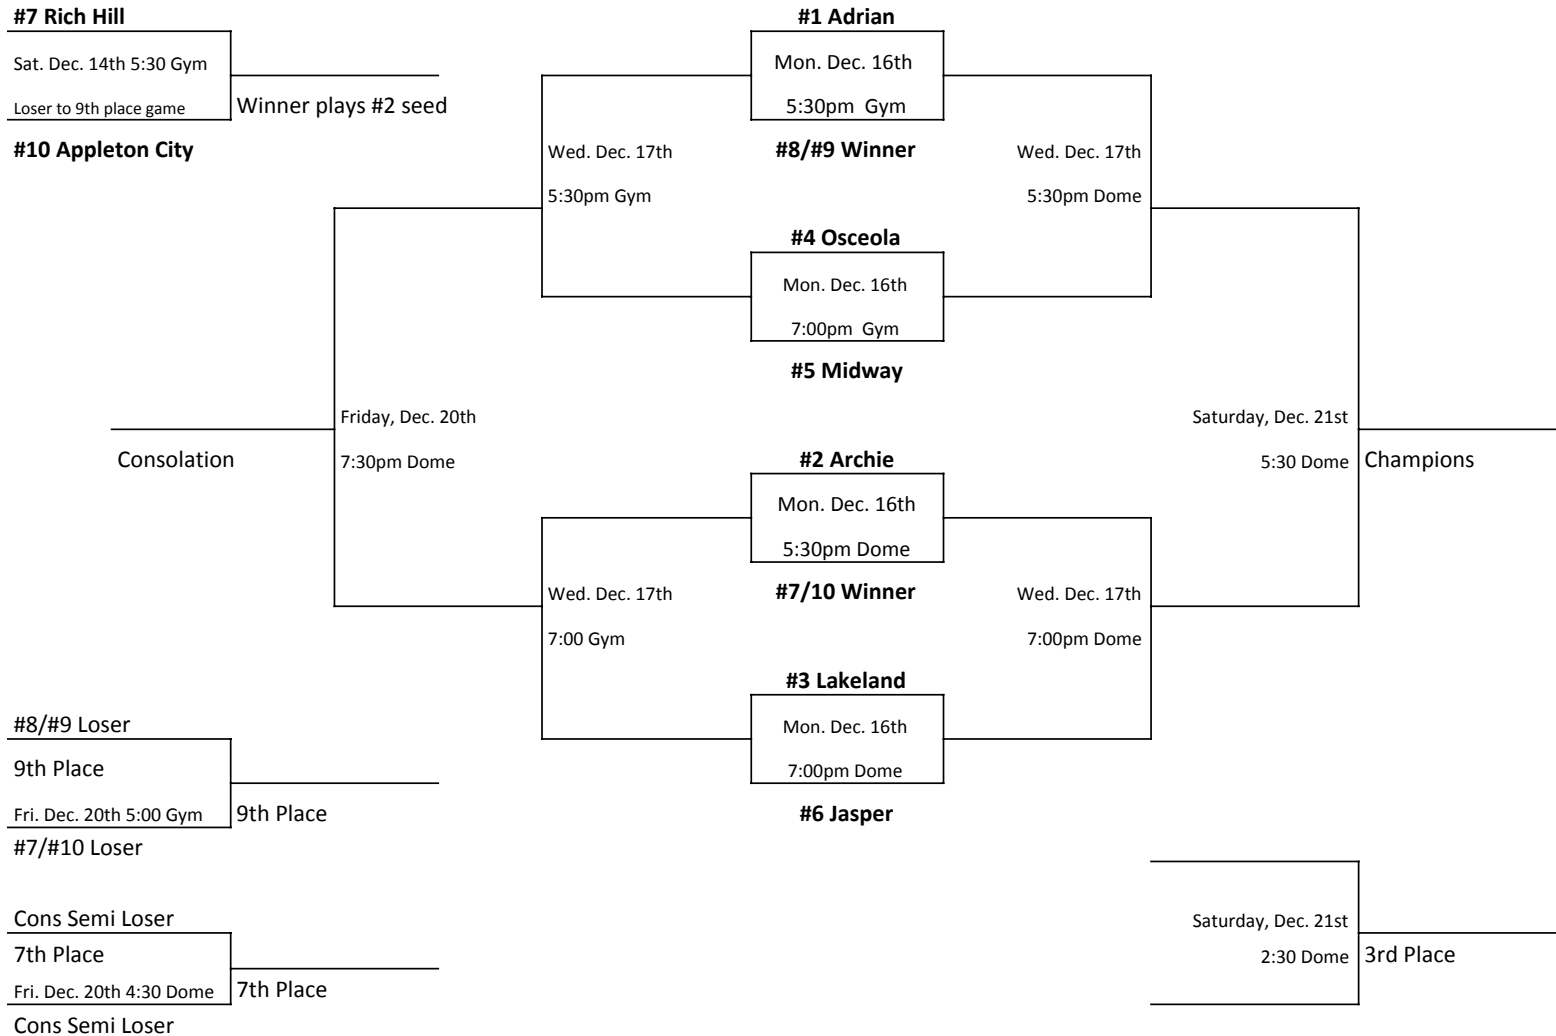 #7 Rich Hill
Sat. Dec. 14th 5:30 Gym
Loser to 9th place game
Winner plays #2 seed
#10 Appleton City
#1 Adrian
Mon. Dec. 16th
5:30pm  Gym
#8/#9 Winner
Wed. Dec. 17th
5:30pm Gym
Wed. Dec. 17th
5:30pm Dome
#4 Osceola
Mon. Dec. 16th
7:00pm  Gym
#5 Midway
Friday, Dec. 20th
7:30pm Dome
Consolation
Saturday, Dec. 21st
5:30 Dome
Champions
#2 Archie
Mon. Dec. 16th
5:30pm Dome
#7/10 Winner
Wed. Dec. 17th
7:00 Gym
Wed. Dec. 17th
7:00pm Dome
#3 Lakeland
Mon. Dec. 16th
7:00pm Dome
#6 Jasper
#8/#9 Loser
9th Place
Fri. Dec. 20th 5:00 Gym
9th Place
#7/#10 Loser
Cons Semi Loser
7th Place
Fri. Dec. 20th 4:30 Dome
7th Place
Cons Semi Loser
Saturday, Dec. 21st
2:30 Dome
3rd Place